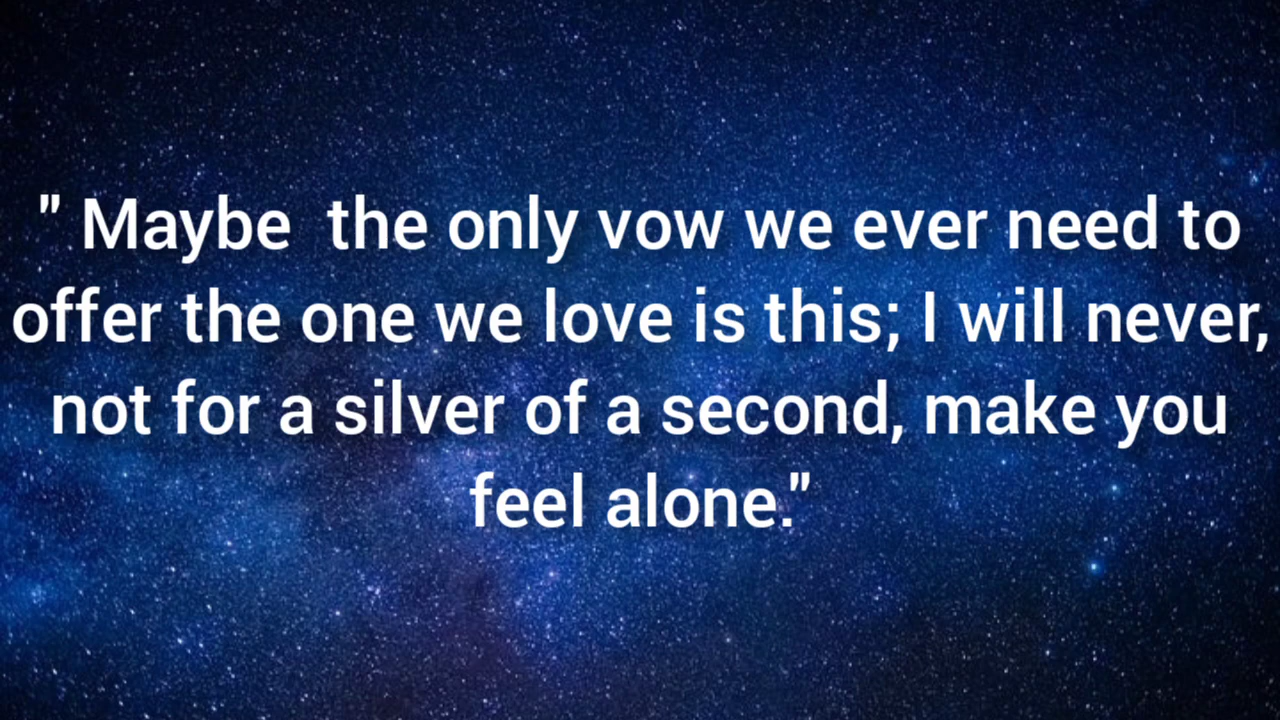 " Maybe  the only vow we ever need to
offer the one we love is this; I will never,
not for a silver of a second, make you
feel alone."